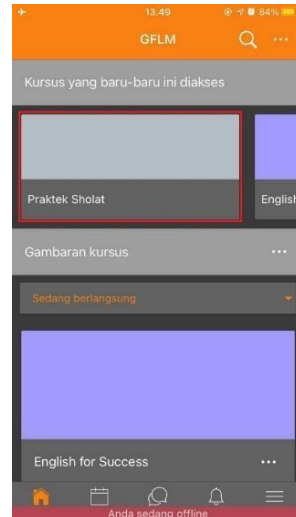 13.49
84%
GFLM
Kursus yang baru-baru ini diakses
Praktek Sholat
English
Gambaran kursus
Sedang berlangsung
English for Success
Anda sedang offline